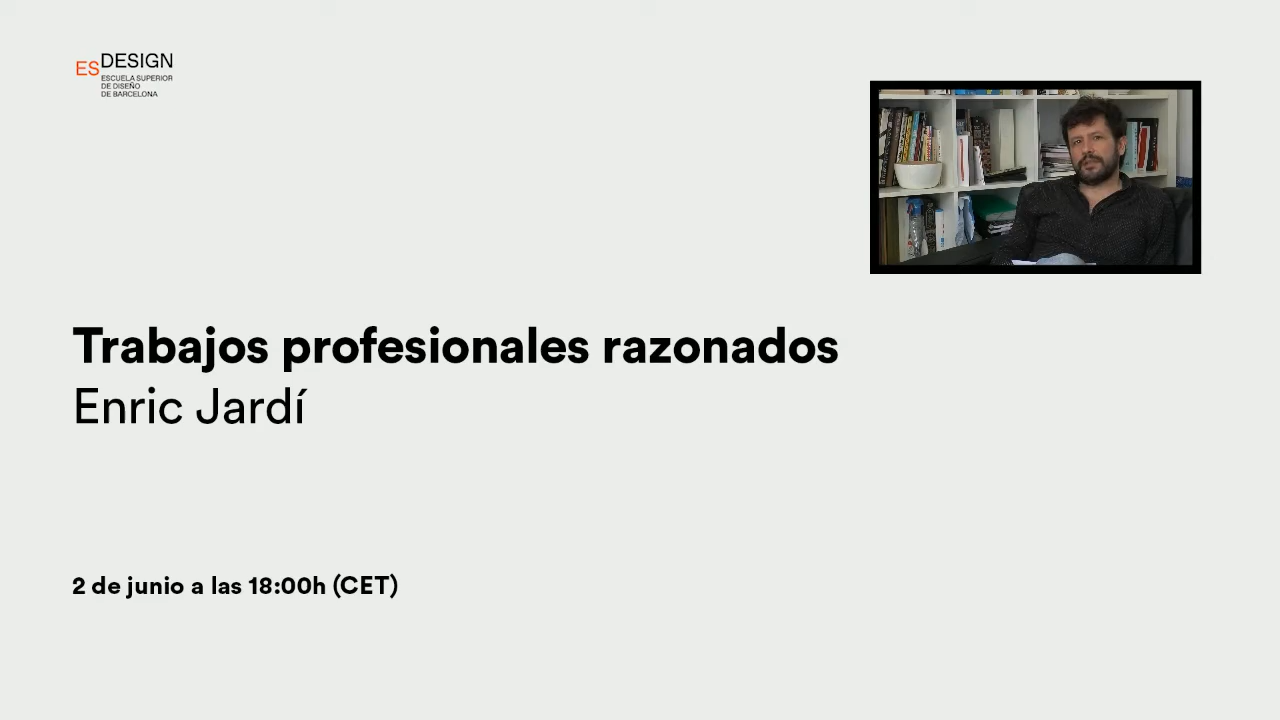 ESDESIGN
ESCUELA SUPERIOR
DE DISEÑO
DE BARCELONA
Trabajos profesionales razonados
Enric Jardí
2 de junio a las 18:00h (CET)